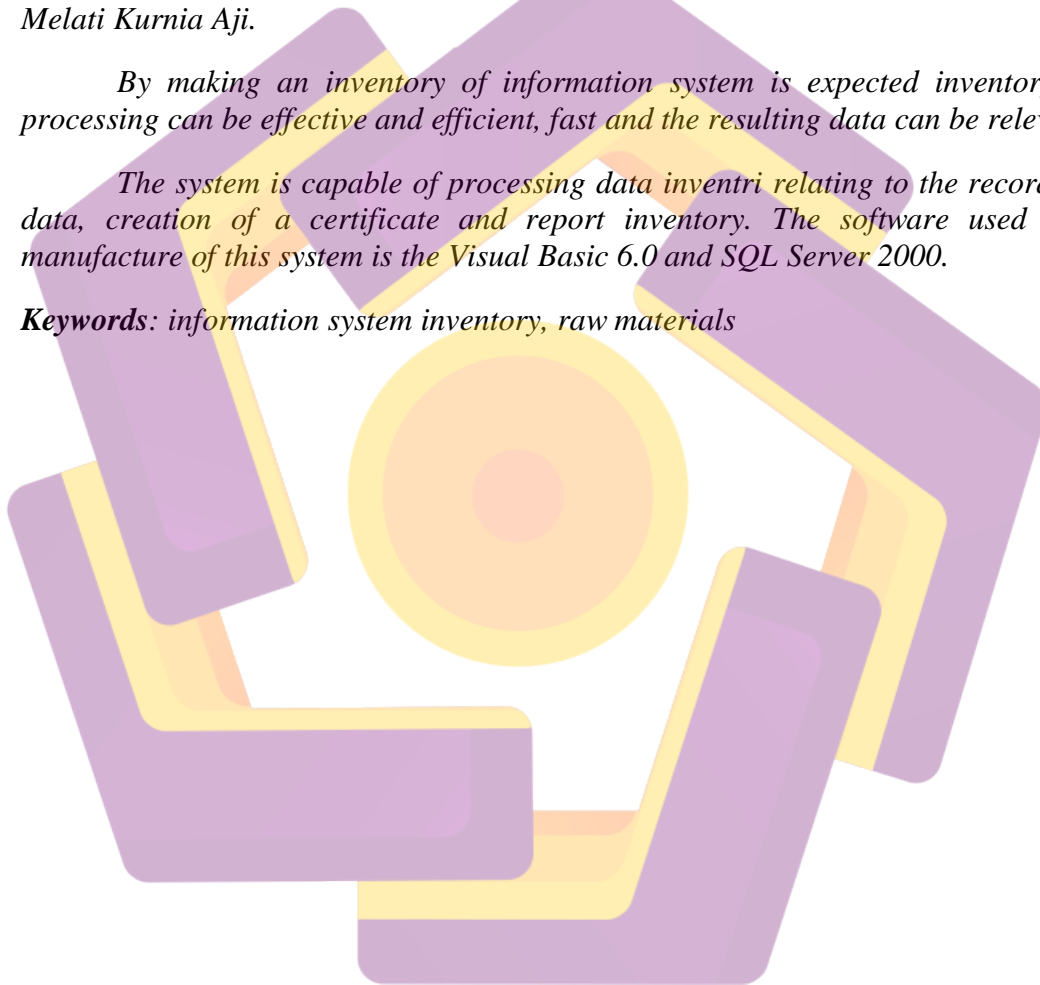 Melati Kurnia Aji.
By making an inventory of information system is expected inventory
processing can be effective and efficient, fast and the resulting data can be
The system is capable of processing data inventri relating to the
data, creation of a certificate and report inventory. The software used
manufacture of this system is the Visual Basic 6.0 and SQL Server 2000.
Keywords: information system inventory, raw materials